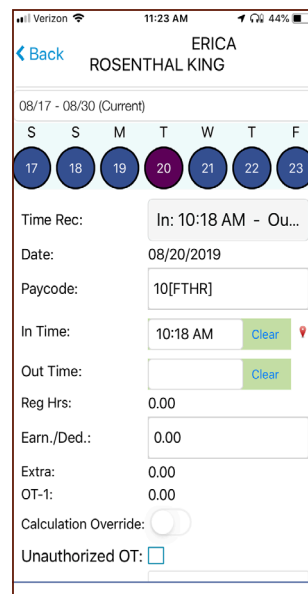 Verizon 11:23 AM 44%
Back
ERICA
ROSENTHAL KING
08/17 - 08/30 (Current)
S S M T W T F
17 18 19 20 21 22 23
Time Rec: In: 10:18 AM - Ou...
Date: 08/20/2019
Paycode: 10[FTHR]
In Time: 10:18 AM Clear
Out Time: Clear
Reg Hrs: 0.00
Earn./Ded.: 0.00
Extra: 0.00
OT-1: 0.00
Calculation Override:
Unauthorized OT: